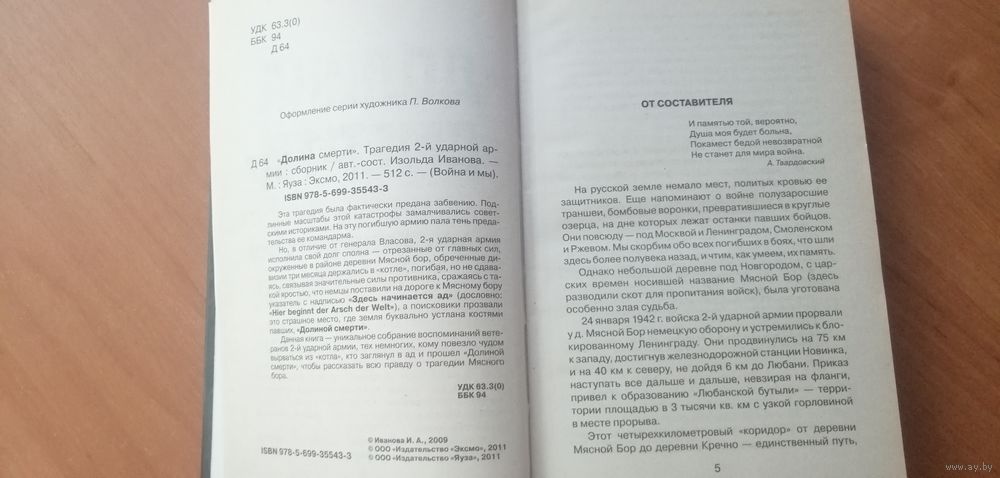 УДК 63.3(0)
ББК 94
Д 64
Оформление серии художника П. Волкова
Д 64 «Долина смерти». Трагедия 2-й ударной ар-
мии : сборник / авт.-сост. Изольда Иванова. —
М. : Яуза : Эксмо, 2011. — 512 с. — (Война и мы).
ISBN 978-5-699-35543-3
Эта трагедия была фактически предана забвению. Под-
линные масштабы этой катастрофы замалчивались совет-
скими историками. На эту погибшую армию пала тень преда-
тельства ее командарма.
Но, в отличие от генерала Власова, 2-я ударная армия
исполнила свой долг сполна — отрезанные от главных сил,
окруженные в районе деревни Мясной бор, обреченные ди-
визии три месяца держались в «котле», погибая, но не сдава-
ясь, связывая значительные силы противника, сражаясь с та-
кой яростью, что немцы поставили на дороге к Мясному бору
указатель с надписью «Здесь начинается ад» (дословно:
«Hier beginnt der Arsch der Welt»), а поисковики прозвали
это страшное место, где земля буквально устлана костями
павших, «Долиной смерти».
Данная книга — уникальное собрание воспоминаний вете-
ранов 2-й ударной армии, тех немногих, кому повезло чудом
вырваться из «котла», кто заглянул в ад и прошел «Долиной
смерти», чтобы рассказать всю правду о трагедии Мясного
бора.
УДК 63.3(0)
ББК 94
© Иванова И. А., 2009
© ООО «Издательство «Эксмо», 2011
© ООО «Издательство «Яуза», 2011
ISBN 978-5-699-35543-3
ОТ СОСТАВИТЕЛЯ
И памятью той, вероятно,
Душа моя будет больна,
Покамест бедой невозвратной
Не станет для мира война.
А. Твардовский
На русской земле немало мест, политых кровью ее
защитников. Еще напоминают о войне полузаросшие
траншеи, бомбовые воронки, превратившиеся в круглые
озерца, на дне которых лежат останки павших бойцов.
Они повсюду — под Москвой и Ленинградом, Смоленском
и Ржевом. Мы скорбим обо всех погибших в боях, что шли
здесь более полувека назад, и чтим, как умеем, их память.
Однако небольшой деревне под Новгородом, с цар-
ских времен носившей название Мясной Бор (здесь
разводили скот для пропитания войск), была уготована
особенно злая судьба.
24 января 1942 г. войска 2-й ударной армии прорвали
у д. Мясной Бор немецкую оборону и устремились к бло-
кированному Ленинграду. Они продвинулись на 75 км
к западу, достигнув железнодорожной станции Новинка,
и на 40 км к северу, не дойдя 6 км до Любани. Приказ
наступать все дальше и дальше, невзирая на фланги,
привел к образованию «Любанской бутыли» — терри-
тории площадью в 3 тысячи кв. км с узкой горловиной
в месте прорыва.
Этот четырехкилометровый «коридор» от деревни
Мясной Бор до деревни Кречно — единственный путь,
5
www.ay.by